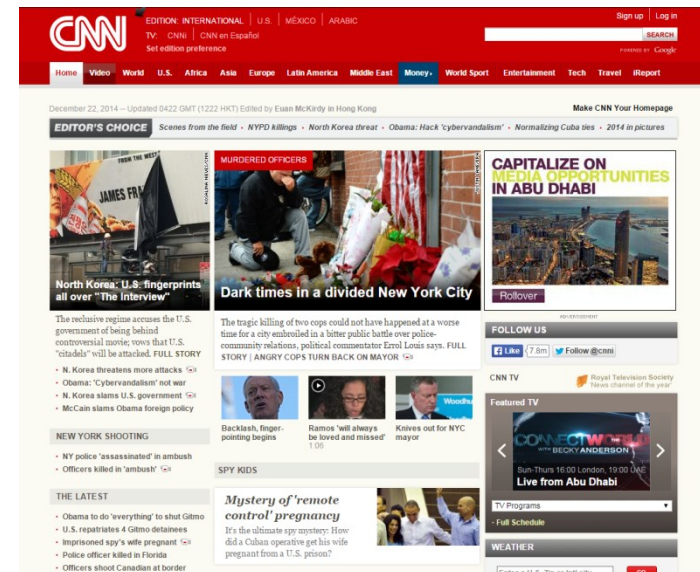 CNN
EDITION: INTERNATIONAL | U.S. | MÉXICO | ARABIC
TV: CNNi | CNN en Español
Set edition preference
Sign up | Log in
SEARCH
POWERED BY Google
Home Video World U.S. Africa Asia Europe Latin America Middle East Money› World Sport Entertainment Tech Travel iReport
December 22, 2014 -- Updated 0422 GMT (1222 HKT) Edited by Euan McKirdy in Hong Kong
Make CNN Your Homepage
EDITOR'S CHOICE Scenes from the field • NYPD killings • North Korea threat • Obama: Hack 'cybervandalism' • Normalizing Cuba ties • 2014 in pictures
FROM THE WEST
JAMES FRA
North Korea: U.S. fingerprints
all over "The Interview"
The reclusive regime accuses the U.S.
government of being behind
controversial movie; vows that U.S.
"citadels" will be attacked. FULL STORY
• N. Korea threatens more attacks
• Obama: 'Cybervandalism' not war
• N. Korea slams U.S. government
• McCain slams Obama foreign policy
NEW YORK SHOOTING
• NY police 'assassinated' in ambush
• Officers killed in 'ambush'
THE LATEST
• Obama to do 'everything' to shut Gitmo
• U.S. repatriates 4 Gitmo detainees
• Imprisoned spy's wife pregnant
• Police officer killed in Florida
• Officers shoot Canadian at border
MURDERED OFFICERS
Dark times in a divided New York City
The tragic killing of two cops could not have happened at a worse
time for a city embroiled in a bitter public battle over police-
community relations, political commentator Errol Louis says. FULL
STORY | ANGRY COPS TURN BACK ON MAYOR
Backlash, finger-
pointing begins
Ramos 'will always
be loved and missed'
1:06
Woodhu
Knives out for NYC
mayor
SPY KIDS
Mystery of 'remote
control' pregnancy
It's the ultimate spy mystery: How
did a Cuban operative get his wife
pregnant from a U.S. prison?
CAPITALIZE ON
MEDIA OPPORTUNITIES
IN ABU DHABI
Rollover
ADVERTISEMENT
FOLLOW US
Like 7.8m Follow @cnni
CNN TV
Royal Television Society
News channel of the year'
Featured TV
CONNECT THE WORLD
WITH BECKY ANDERSON
Sun-Thurs 16:00 London, 19:00 UAE
Live from Abu Dhabi
TV Programs
• Full Schedule
WEATHER